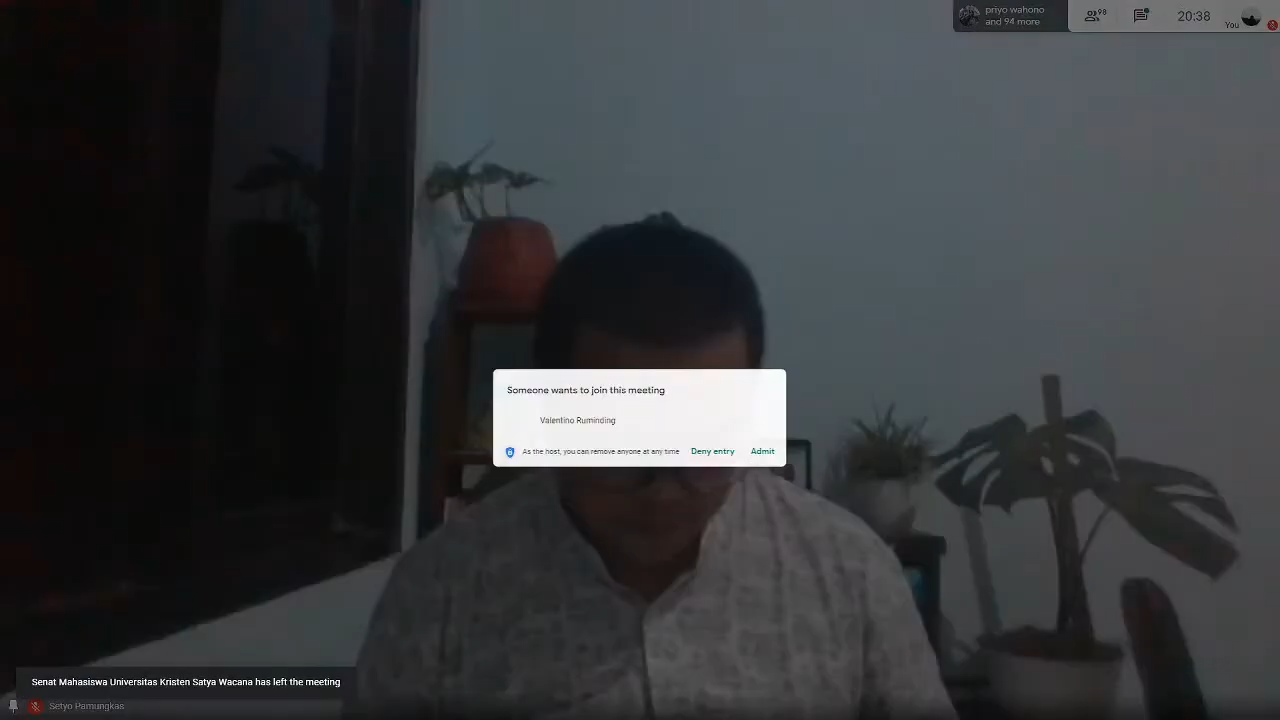 priyo wahono
and 94 more
98
20:38
You
Someone wants to join this meeting
Valentino Ruminding
As the host, you can remove anyone at any time
Deny entry
Admit
Senat Mahasiswa Universitas Kristen Satya Wacana has left the meeting
Setyo Pamungkas